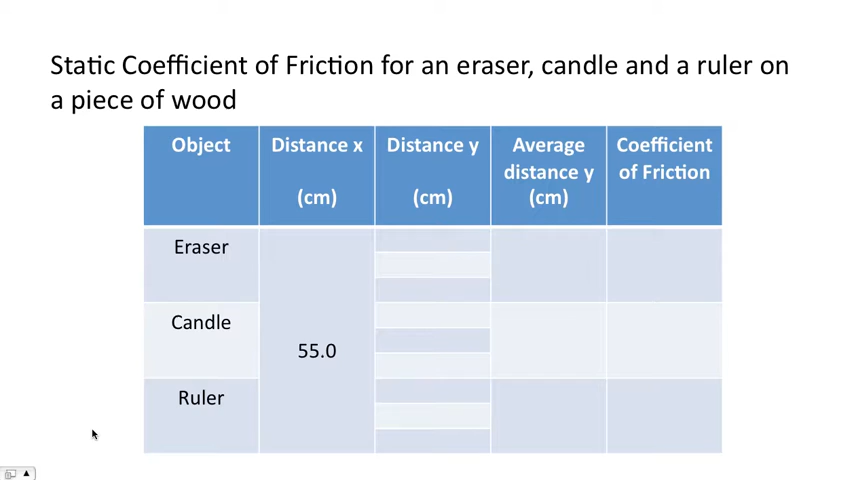 Static Coefficient of Friction for an eraser, candle and a ruler on
a piece of wood
Object
Distance x
(cm)
Distance y
(cm)
Average
distance y
(cm)
Coefficient
of Friction
Eraser
Candle
55.0
Ruler